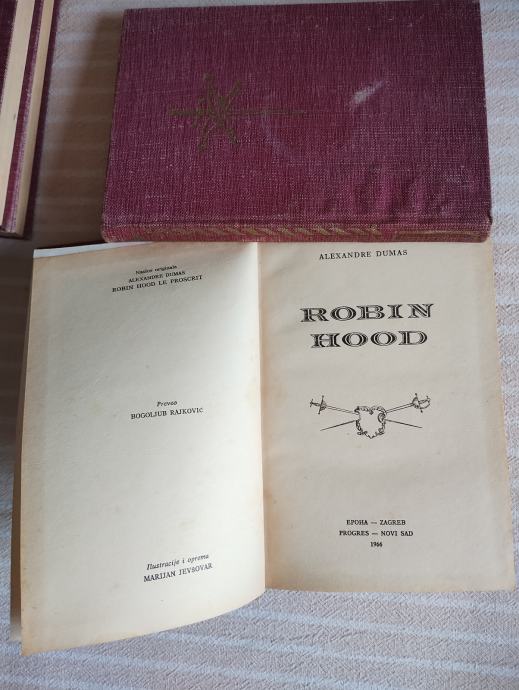 Naslov originala
ALEXANDRE DUMAS
ROBIN HOOD LE PROSCRIT
Preveo
BOGOLJUB RAJKOVIĆ
Ilustracije i oprema
MARIJAN JEVŠOVAR
ALEXANDRE DUMAS
ROBIN
HOOD
EPOHA — ZAGREB
PROGRES — NOVI SAD
1966